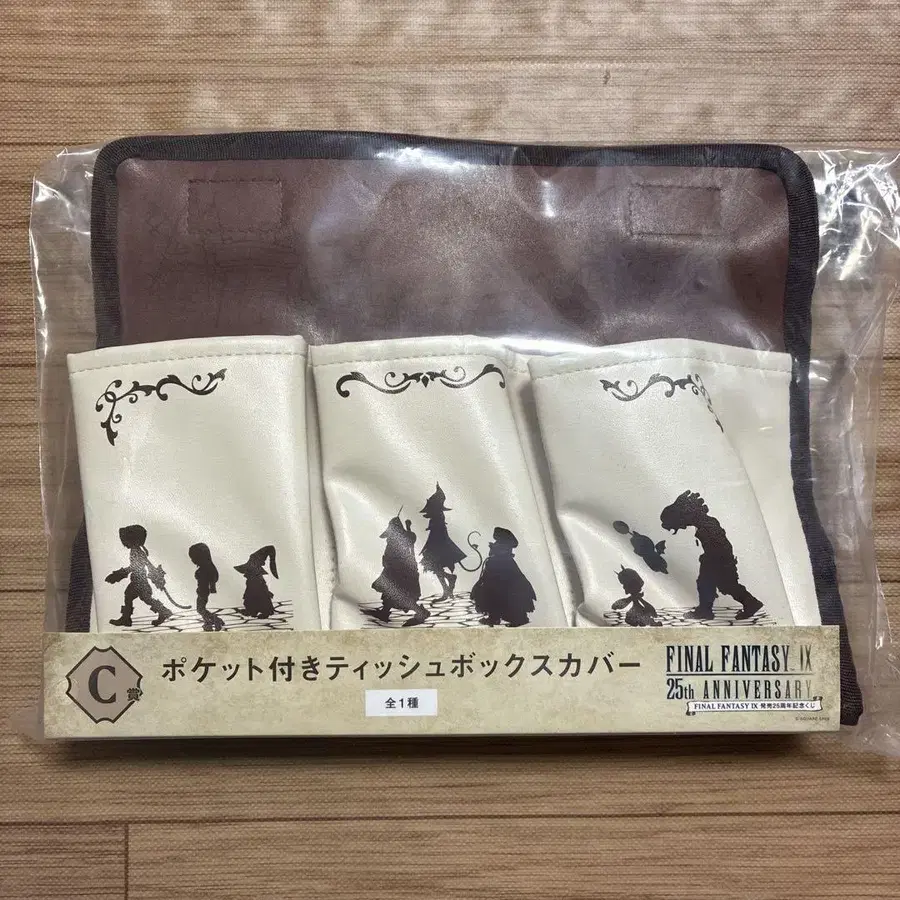 C賞
ポケット付きティッシュボックスカバー
全1種
FINAL FANTASY IX
25th ANNIVERSARY
FINAL FANTASY IX 発売25周年記念くじ
© SQUARE ENIX